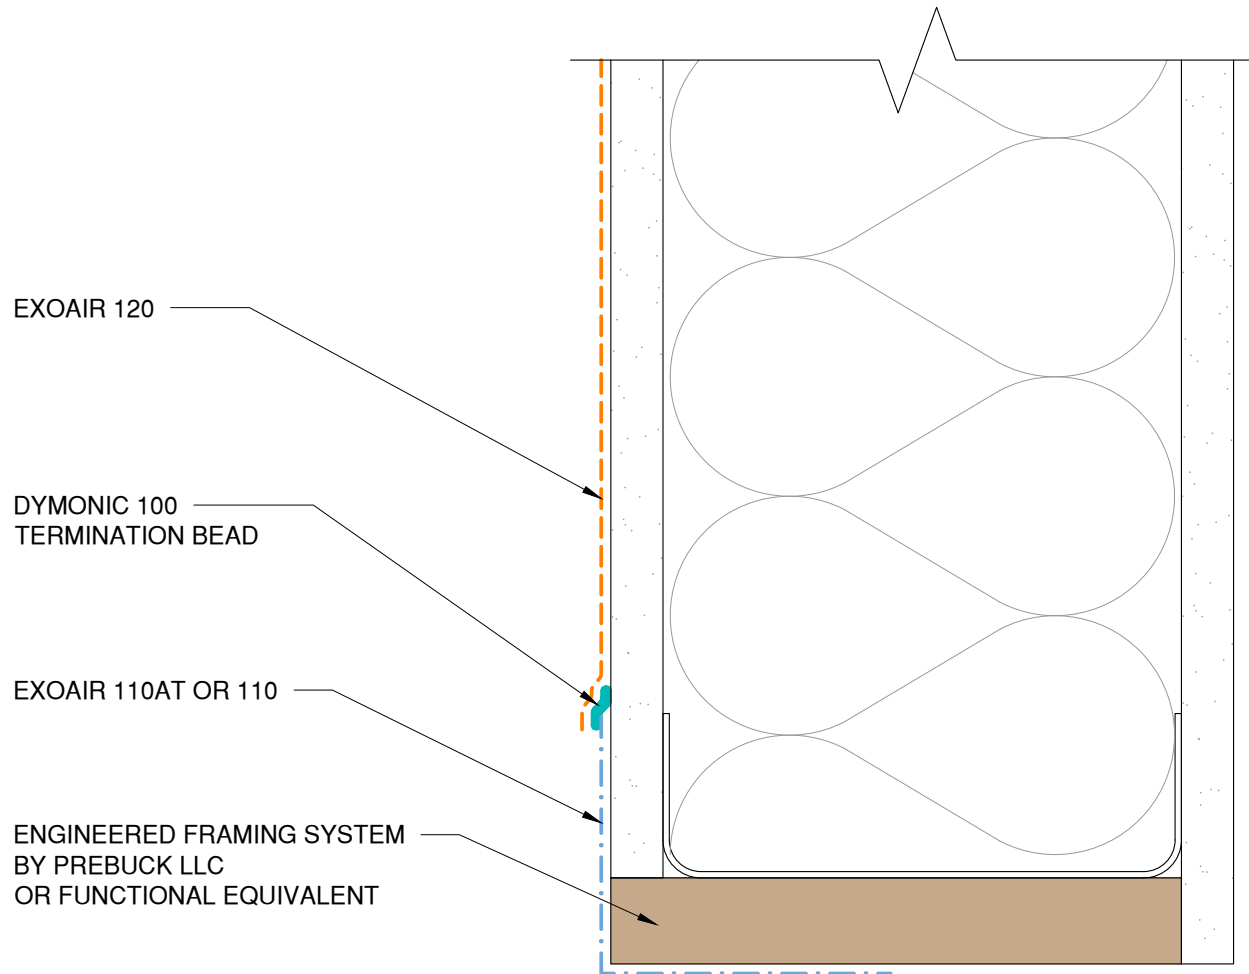 EXOAIR 120
DYMONIC 100
TERMINATION BEAD
EXOAIR 110AT OR 110
ENGINEERED FRAMING SYSTEM
BY PREBUCK LLC
OR FUNCTIONAL EQUIVALENT